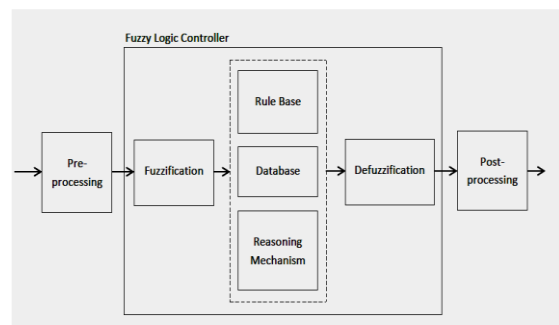 Fuzzy Logic Controller
Pre-
processing
Fuzzification
Rule Base
Database
Reasoning
Mechanism
Defuzzification
Post-
processing